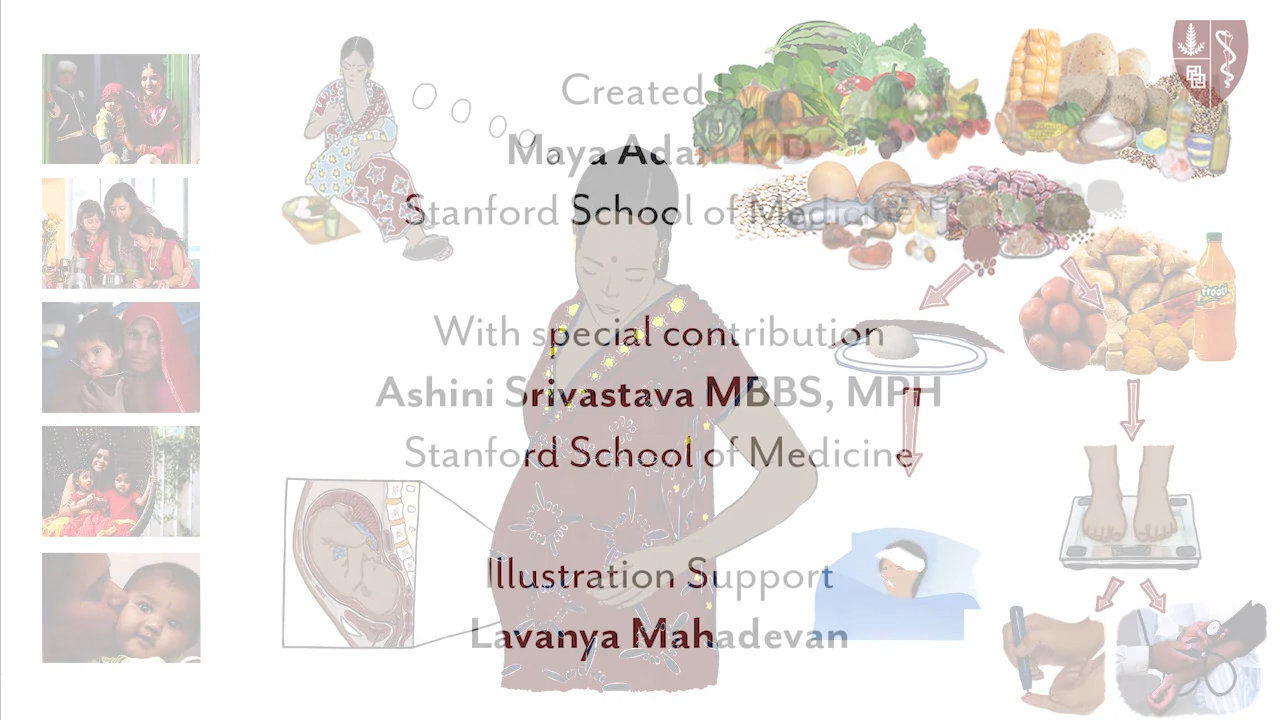 Created by
Maya Adam MD
Stanford School of Medicine
With special contribution
Ashini Srivastava MBBS, MPH
Stanford School of Medicine
Illustration Support
Lavanya Mahadevan
Frooti